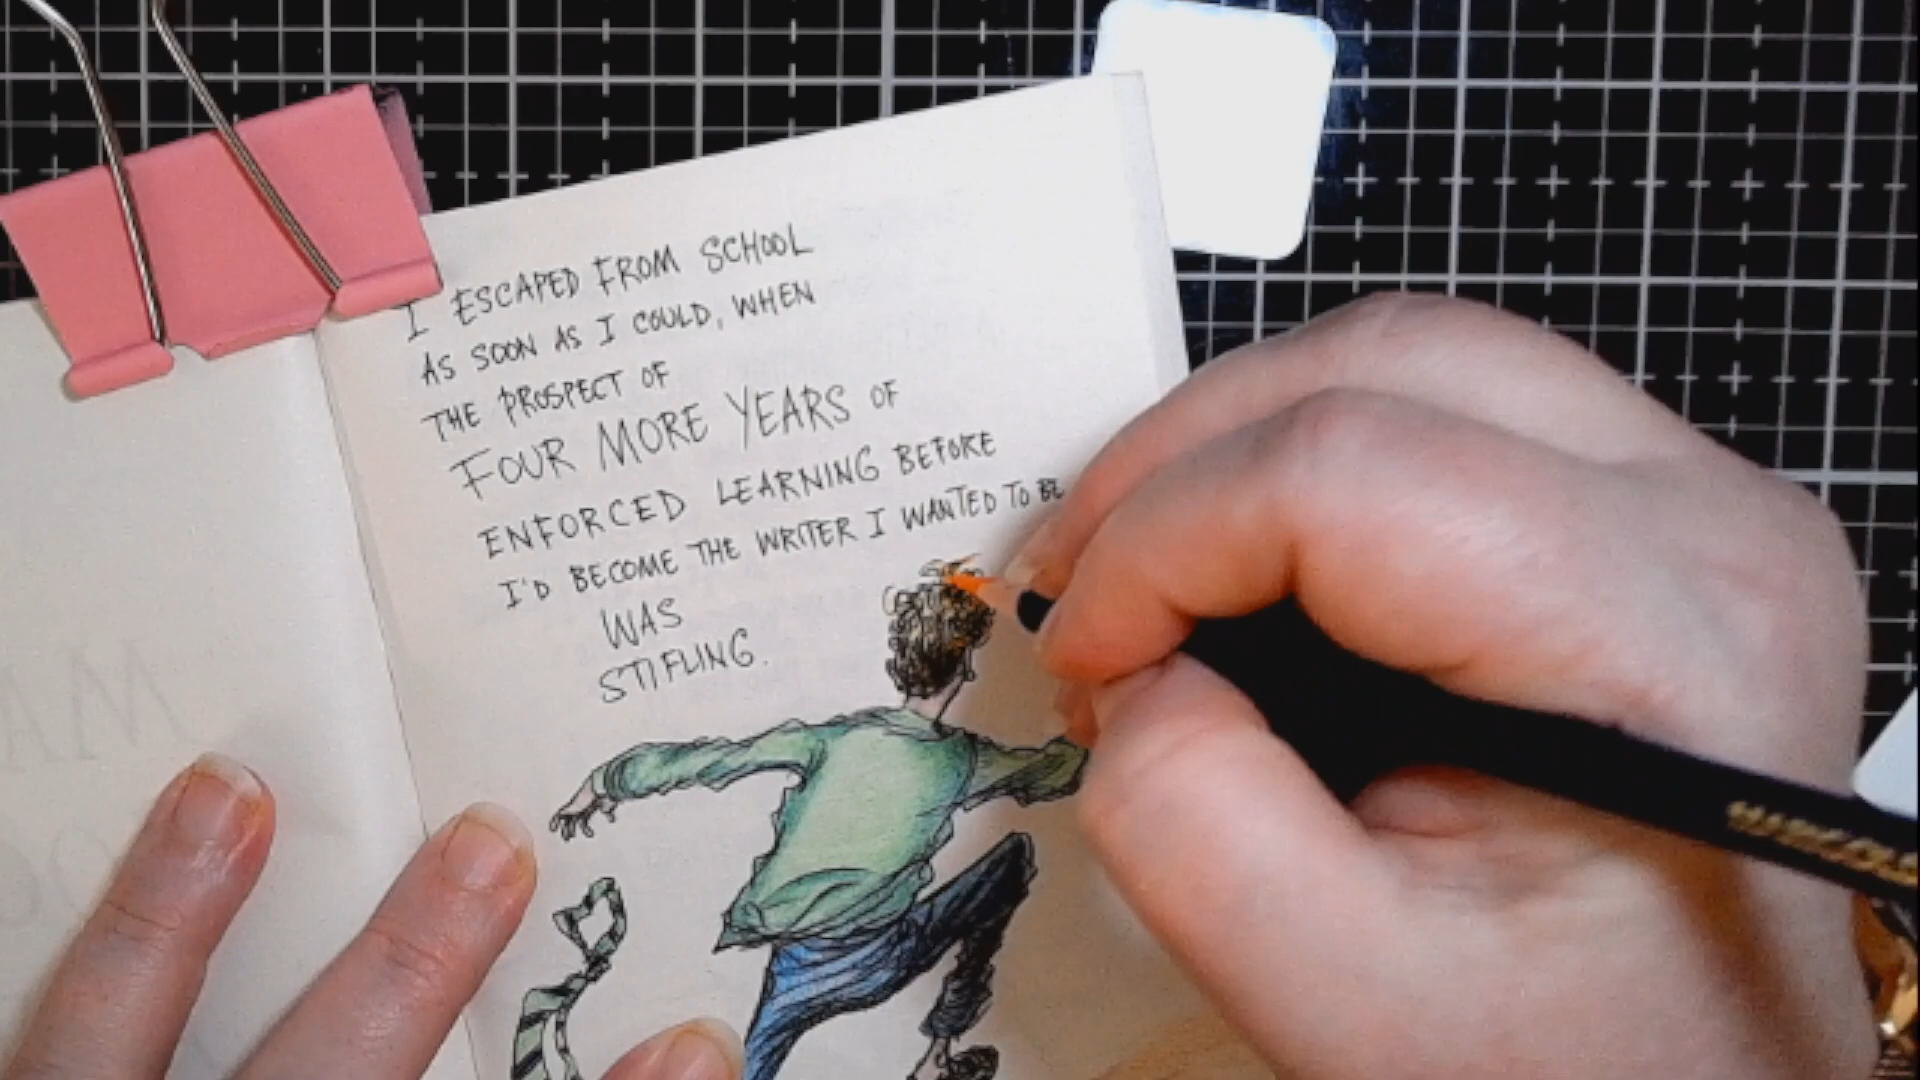 I ESCAPED FROM SCHOOL
AS SOON AS I COULD, WHEN
THE PROSPECT OF
FOUR MORE YEARS OF
ENFORCED LEARNING BEFORE
I'D BECOME THE WRITER I WANTED TO BE
WAS
STIFLING.